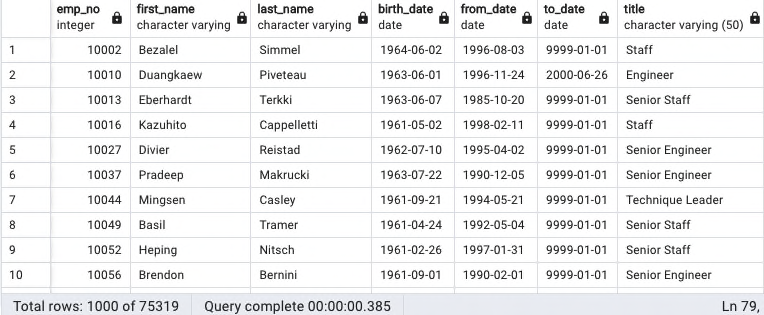 emp_no first_name last_name birth_date from_date to_date title
integer character varying character varying date date date character varying (50)
1 10002 Bezalel Simmel 1964-06-02 1996-08-03 9999-01-01 Staff
2 10010 Duangkaew Piveteau 1963-06-01 1996-11-24 2000-06-26 Engineer
3 10013 Eberhardt Terkki 1963-06-07 1985-10-20 9999-01-01 Senior Staff
4 10016 Kazuhito Cappelletti 1961-05-02 1998-02-11 9999-01-01 Staff
5 10027 Divier Reistad 1962-07-10 1995-04-02 9999-01-01 Senior Engineer
6 10037 Pradeep Makrucki 1963-07-22 1990-12-05 9999-01-01 Senior Engineer
7 10044 Mingsen Casley 1961-09-21 1994-05-21 9999-01-01 Technique Leader
8 10049 Basil Tramer 1961-04-24 1992-05-04 9999-01-01 Senior Staff
9 10052 Heping Nitsch 1961-02-26 1997-01-31 9999-01-01 Senior Staff
10 10056 Brendon Bernini 1961-09-01 1990-02-01 9999-01-01 Senior Engineer
Total rows: 1000 of 75319 Query complete 00:00:00.385 Ln 79,